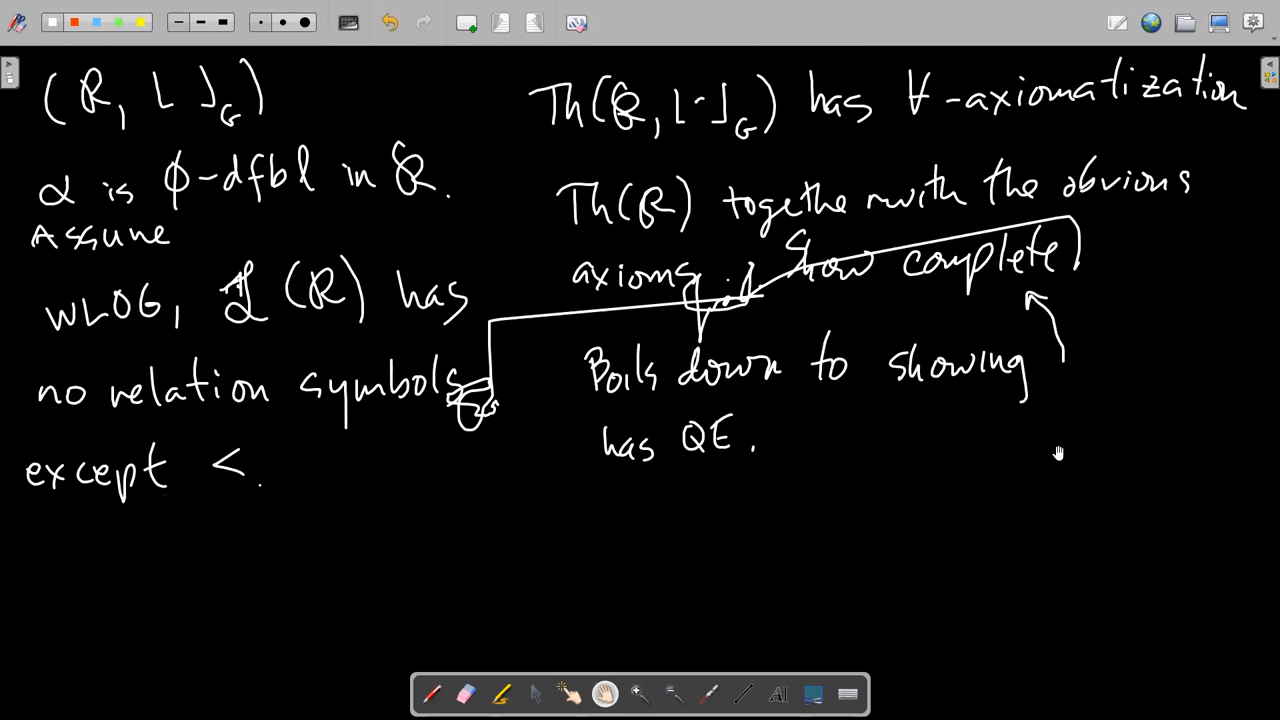 (ℜ, ⌊ ⌋_G)
α is ∅-dfbl in ℜ.
Assume
WLOG, ℒ(ℜ) has
no relation symbols
except <.
Th(ℜ, ⌊·⌋_G) has ∀-axiomatization
Th(ℜ) together with the obvious
axioms. Show complete
Boils down to showing
has QE.